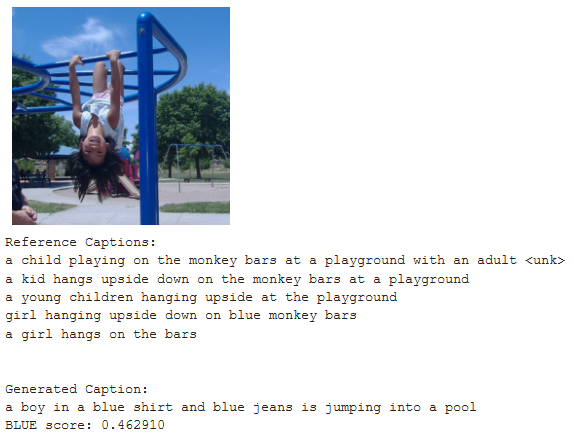 Reference Captions:
a child playing on the monkey bars at a playground with an adult <unk>
a kid hangs upside down on the monkey bars at a playground
a young children hanging upside at the playground
girl hanging upside down on blue monkey bars
a girl hangs on the bars
Generated Caption:
a boy in a blue shirt and blue jeans is jumping into a pool
BLUE score: 0.462910